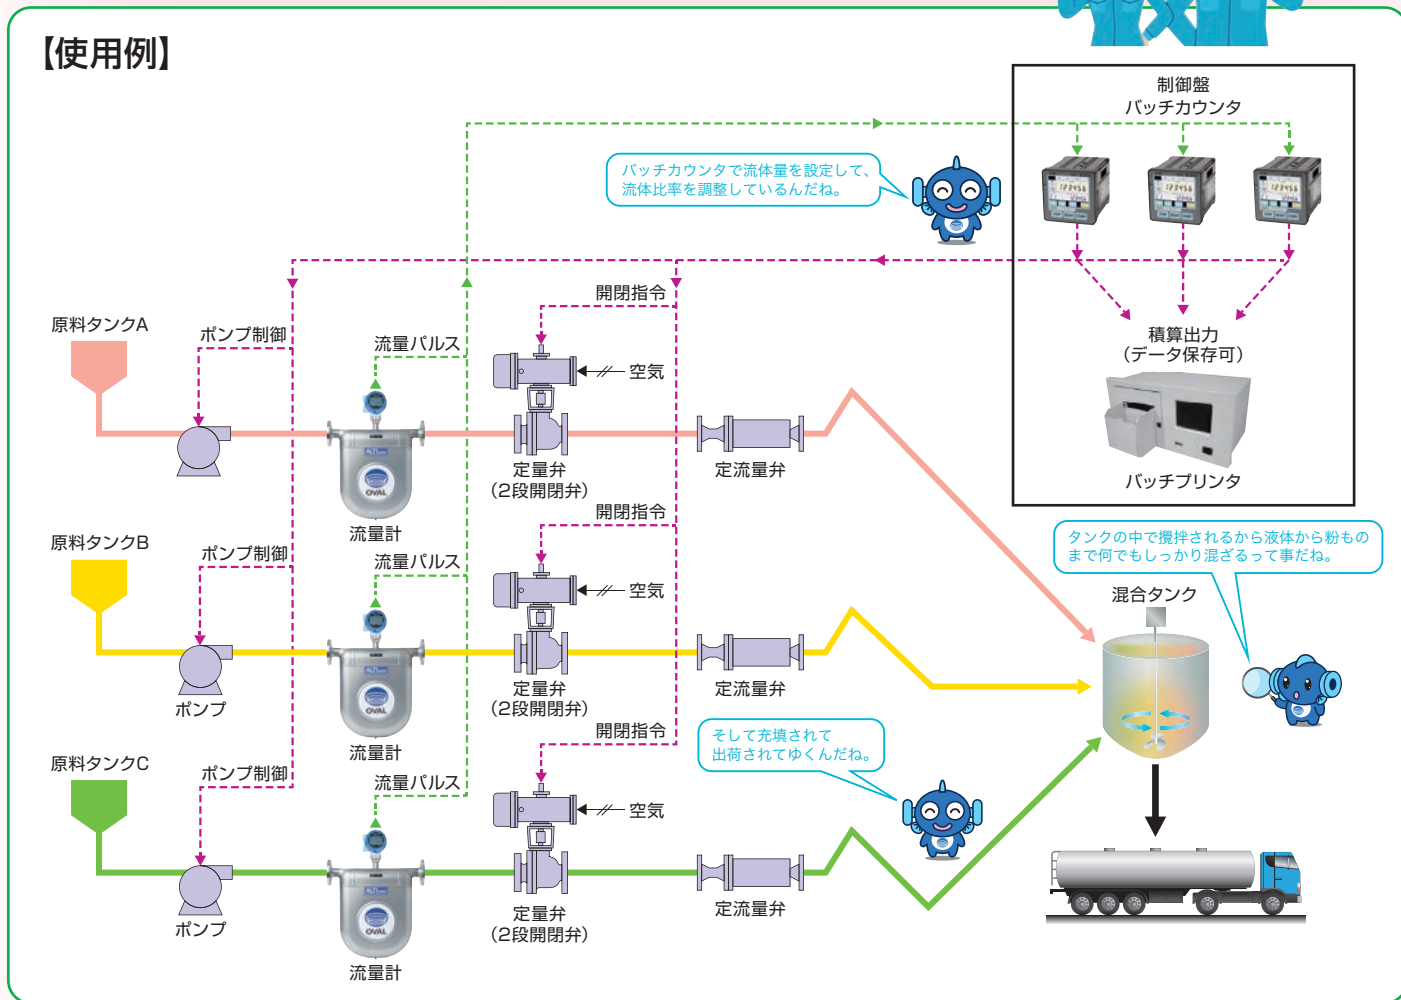 【使用例】
制御盤
バッチカウンタ
バッチカウンタで流体量を設定して、
流体比率を調整しているんだね。
123456
123456
123456
積算出力
(データ保存可)
バッチプリンタ
原料タンクA
ポンプ制御
流量パルス
開閉指令
空気
OVAL
流量計
定量弁
(2段開閉弁)
定流量弁
原料タンクB
ポンプ制御
流量パルス
開閉指令
空気
ポンプ
OVAL
流量計
定量弁
(2段開閉弁)
定流量弁
原料タンクC
ポンプ制御
流量パルス
開閉指令
空気
ポンプ
OVAL
流量計
定量弁
(2段開閉弁)
定流量弁
タンクの中で攪拌されるから液体から粉もの
まで何でもしっかり混ざるって事だね。
混合タンク
そして充填されて
出荷されてゆくんだね。